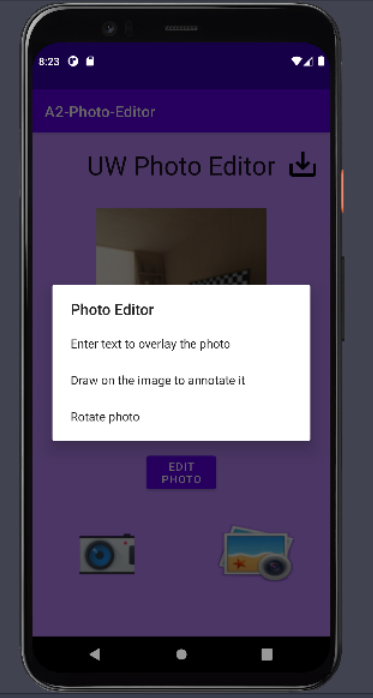 8:23
A2-Photo-Editor
UW Photo Editor
Photo Editor
Enter text to overlay the photo
Draw on the image to annotate it
Rotate photo
EDIT
PHOTO